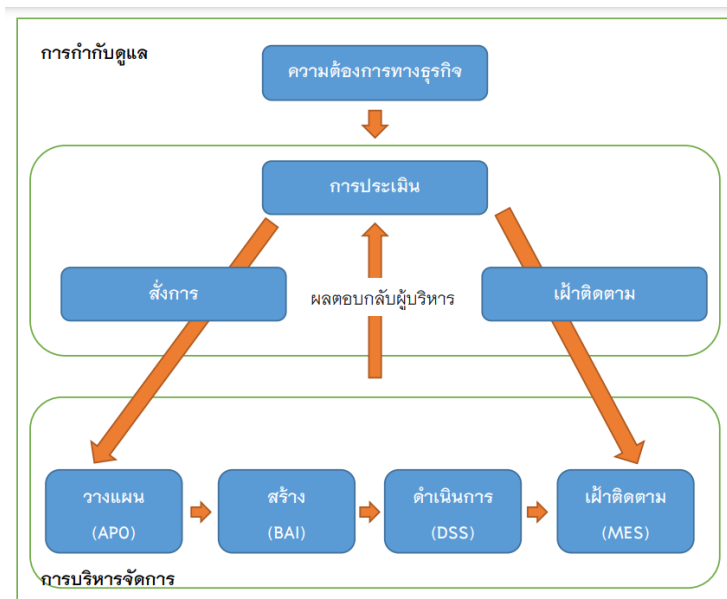 การกำกับดูแล
ความต้องการทางธุรกิจ
การประเมิน
สั่งการ
ผลตอบกลับผู้บริหาร
เฝ้าติดตาม
วางแผน
(APO)
สร้าง
(BAI)
ดำเนินการ
(DSS)
เฝ้าติดตาม
(MES)
การบริหารจัดการ